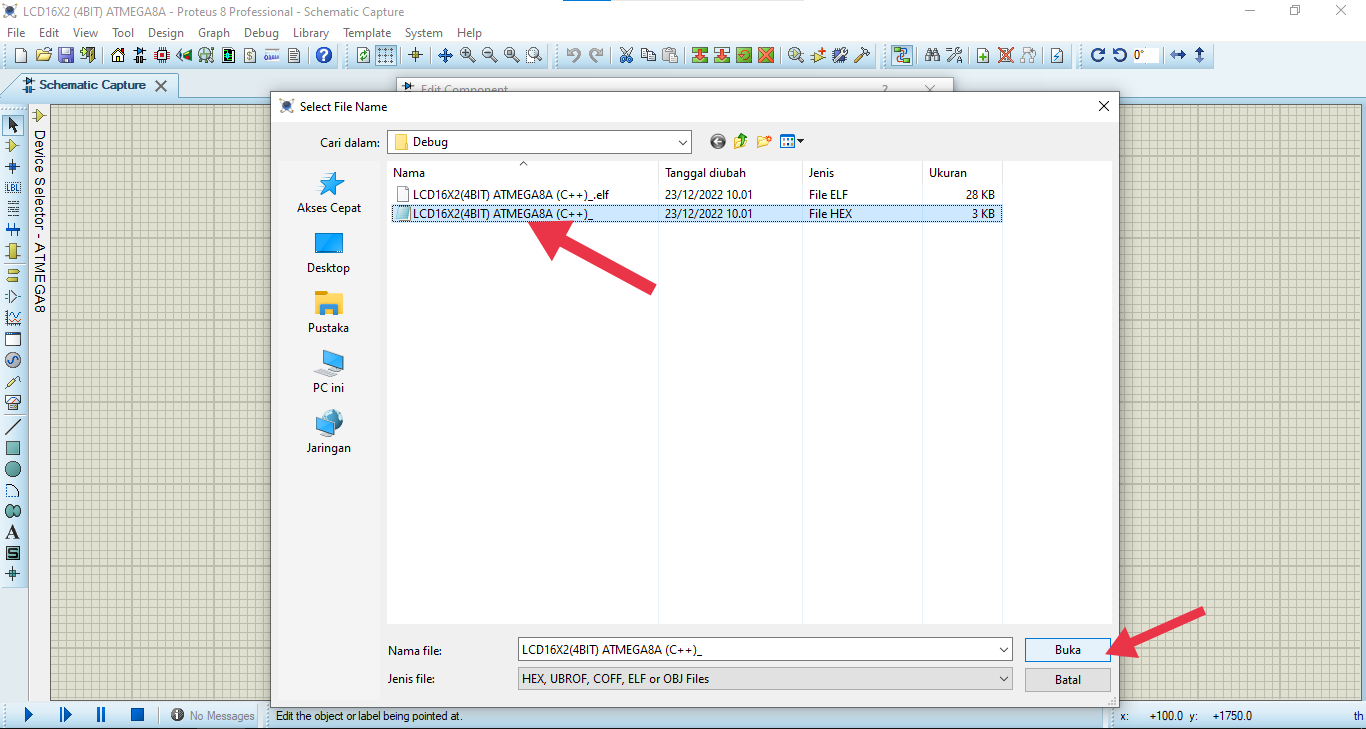 LCD16X2 (4BIT) ATMEGA8A - Proteus 8 Professional - Schematic Capture
File Edit View Tool Design Graph Debug Library Template System Help
0°
Schematic Capture
Edit Component
?
Select File Name
Cari dalam: Debug
Nama Tanggal diubah Jenis Ukuran
LCD16X2(4BIT) ATMEGA8A (C++)_.elf 23/12/2022 10.01 File ELF 28 KB
LCD16X2(4BIT) ATMEGA8A (C++)_ 23/12/2022 10.01 File HEX 3 KB
Akses Cepat
Desktop
Pustaka
PC ini
Jaringan
Device Selector - ATMEGA8
LBL
A
S
Nama file: LCD16X2(4BIT) ATMEGA8A (C++)_ Buka
Jenis file: HEX, UBROF, COFF, ELF or OBJ Files Batal
No Messages Edit the object or label being pointed at. x: +100.0 y: +1750.0 th